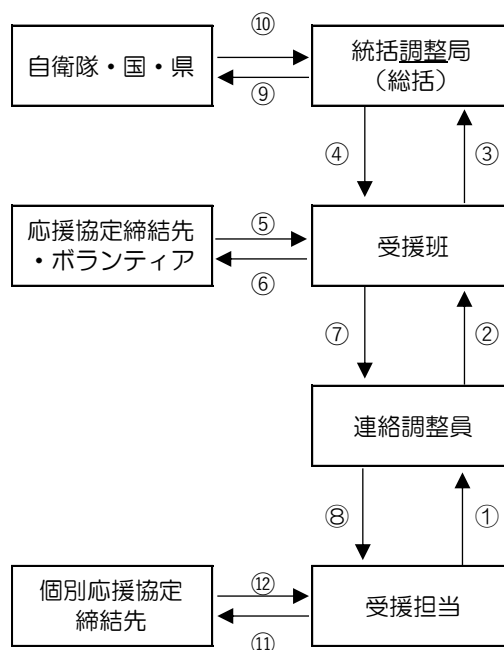 ⑩
自衛隊・国・県
統括調整局
（総括）
⑨
④
③
応援協定締結先
・ボランティア
⑤
受援班
⑥
⑦
②
連絡調整員
⑧
①
個別応援協定
締結先
⑫
受援担当
⑪